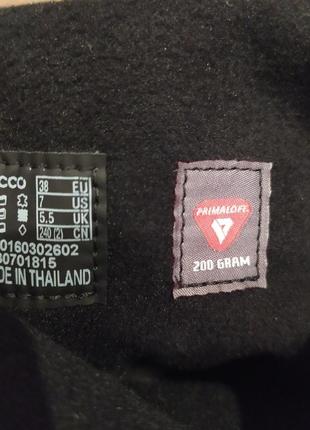 CCO
38 EU
7 US
5.5 UK
240 (2) CN
0160302602
80701815
DE IN THAILAND
PRIMALOFT
200 GRAM